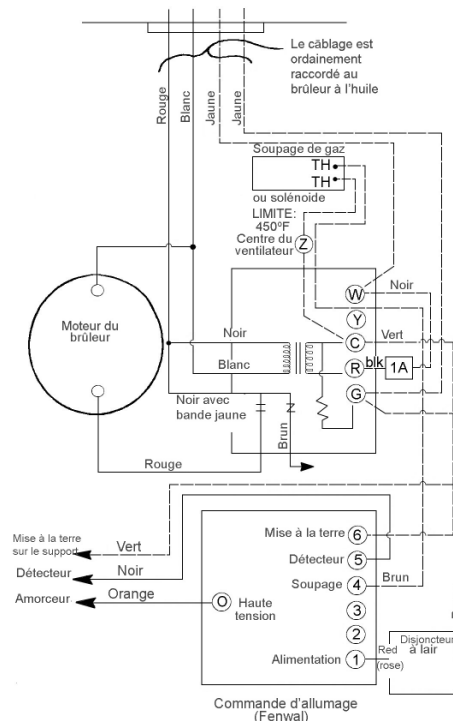 Le câblage est
ordainement
raccordé au
brûleur à l'huile
Rouge
Blanc
Jaune
Jaune
Soupage de gaz
TH
TH
ou solénoide
LIMITE:
450ºF
Centre du
ventilateur
Z
W
Noir
Y
Moteur du
brûleur
Noir
C
Vert
Blanc
R
blk
1A
G
Noir avec
bande jaune
Brun
Rouge
Mise à la terre
sur le support
Vert
Mise à la terre
6
Détecteur
Noir
Détecteur
5
Amorceur
Orange
O
Haute
tension
Soupage
4
Brun
3
2
Alimentation
1
Red
(rose)
Disjoncteur
à lair
Commande d'allumage
(Fenwal)